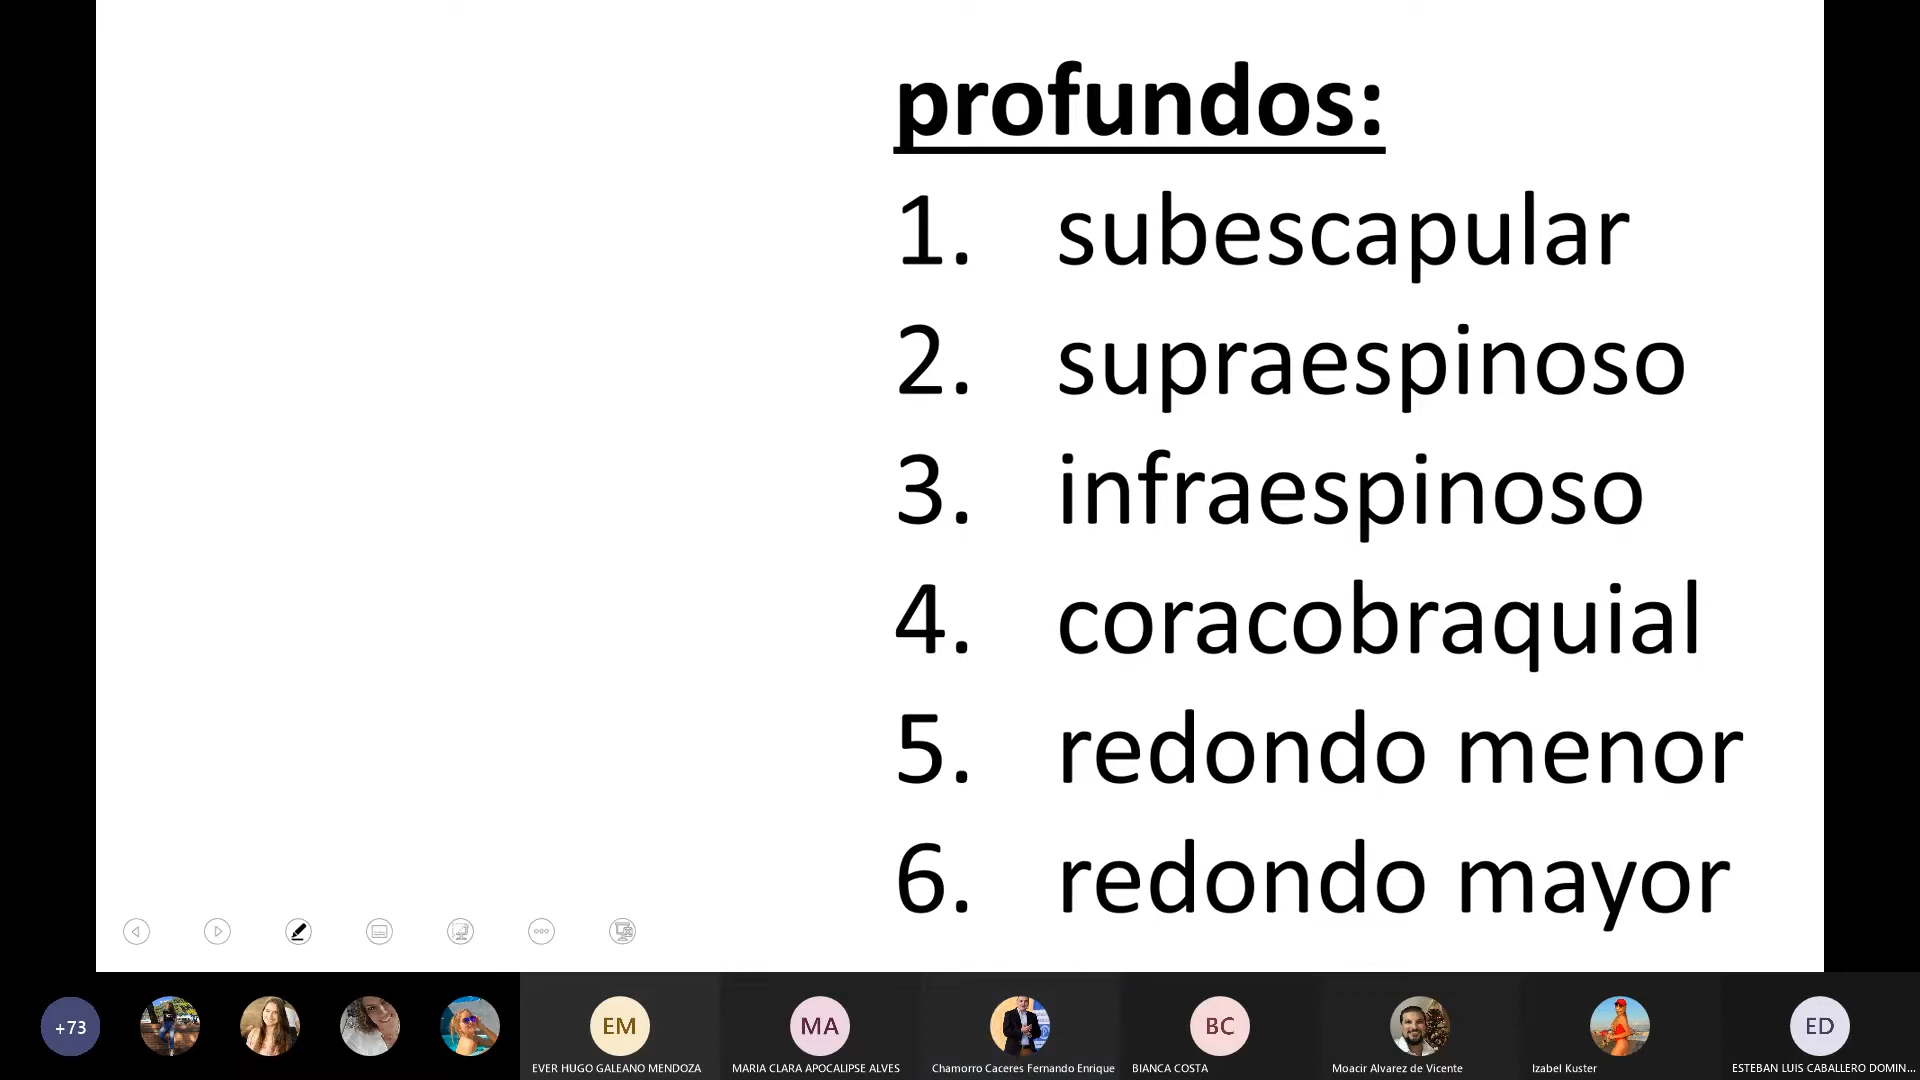 profundos:
1. subescapular
2. supraespinoso
3. infraespinoso
4. coracobraquial
5. redondo menor
6. redondo mayor
+73
EM
MA
BC
ED
EVER HUGO GALEANO MENDOZA
MARIA CLARA APOCALIPSE ALVES
Chamorro Caceres Fernando Enrique
BIANCA COSTA
Moacir Alvarez de Vicente
Izabel Kuster
ESTEBAN LUIS CABALLERO DOMIN...